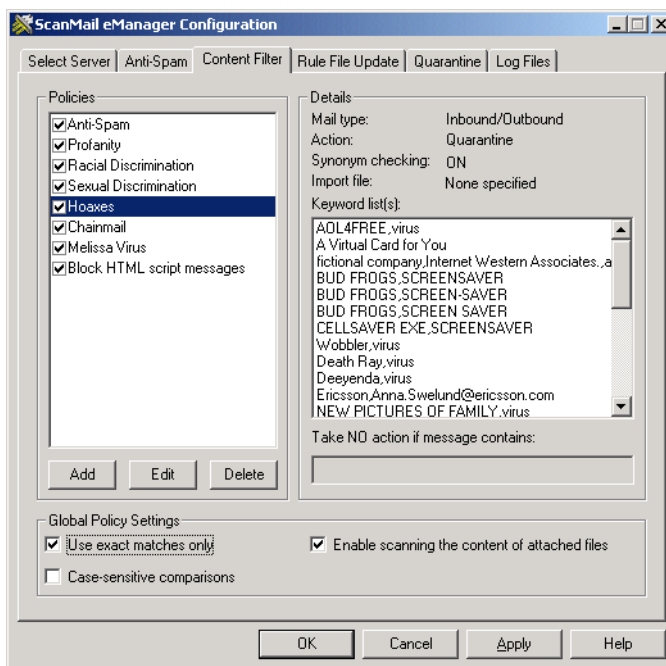 ScanMail eManager Configuration
Select Server
Anti-Spam
Content Filter
Rule File Update
Quarantine
Log Files
Policies
Anti-Spam
Profanity
Racial Discrimination
Sexual Discrimination
Hoaxes
Chainmail
Melissa Virus
Block HTML script messages
Add
Edit
Delete
Details
Mail type: Inbound/Outbound
Action: Quarantine
Synonym checking: ON
Import file: None specified
Keyword list(s):
AOL4FREE,virus
A Virtual Card for You
fictional company,Internet Western Associates.,a
BUD FROGS,SCREENSAVER
BUD FROGS,SCREEN-SAVER
BUD FROGS,SCREEN SAVER
CELLSAVER EXE,SCREENSAVER
Wobbler,virus
Death Ray,virus
Deeyenda,virus
Ericsson,Anna.Swelund@ericsson.com
NEW PICTURES OF FAMILY,virus
Take NO action if message contains:
Global Policy Settings
Use exact matches only
Enable scanning the content of attached files
Case-sensitive comparisons
OK
Cancel
Apply
Help